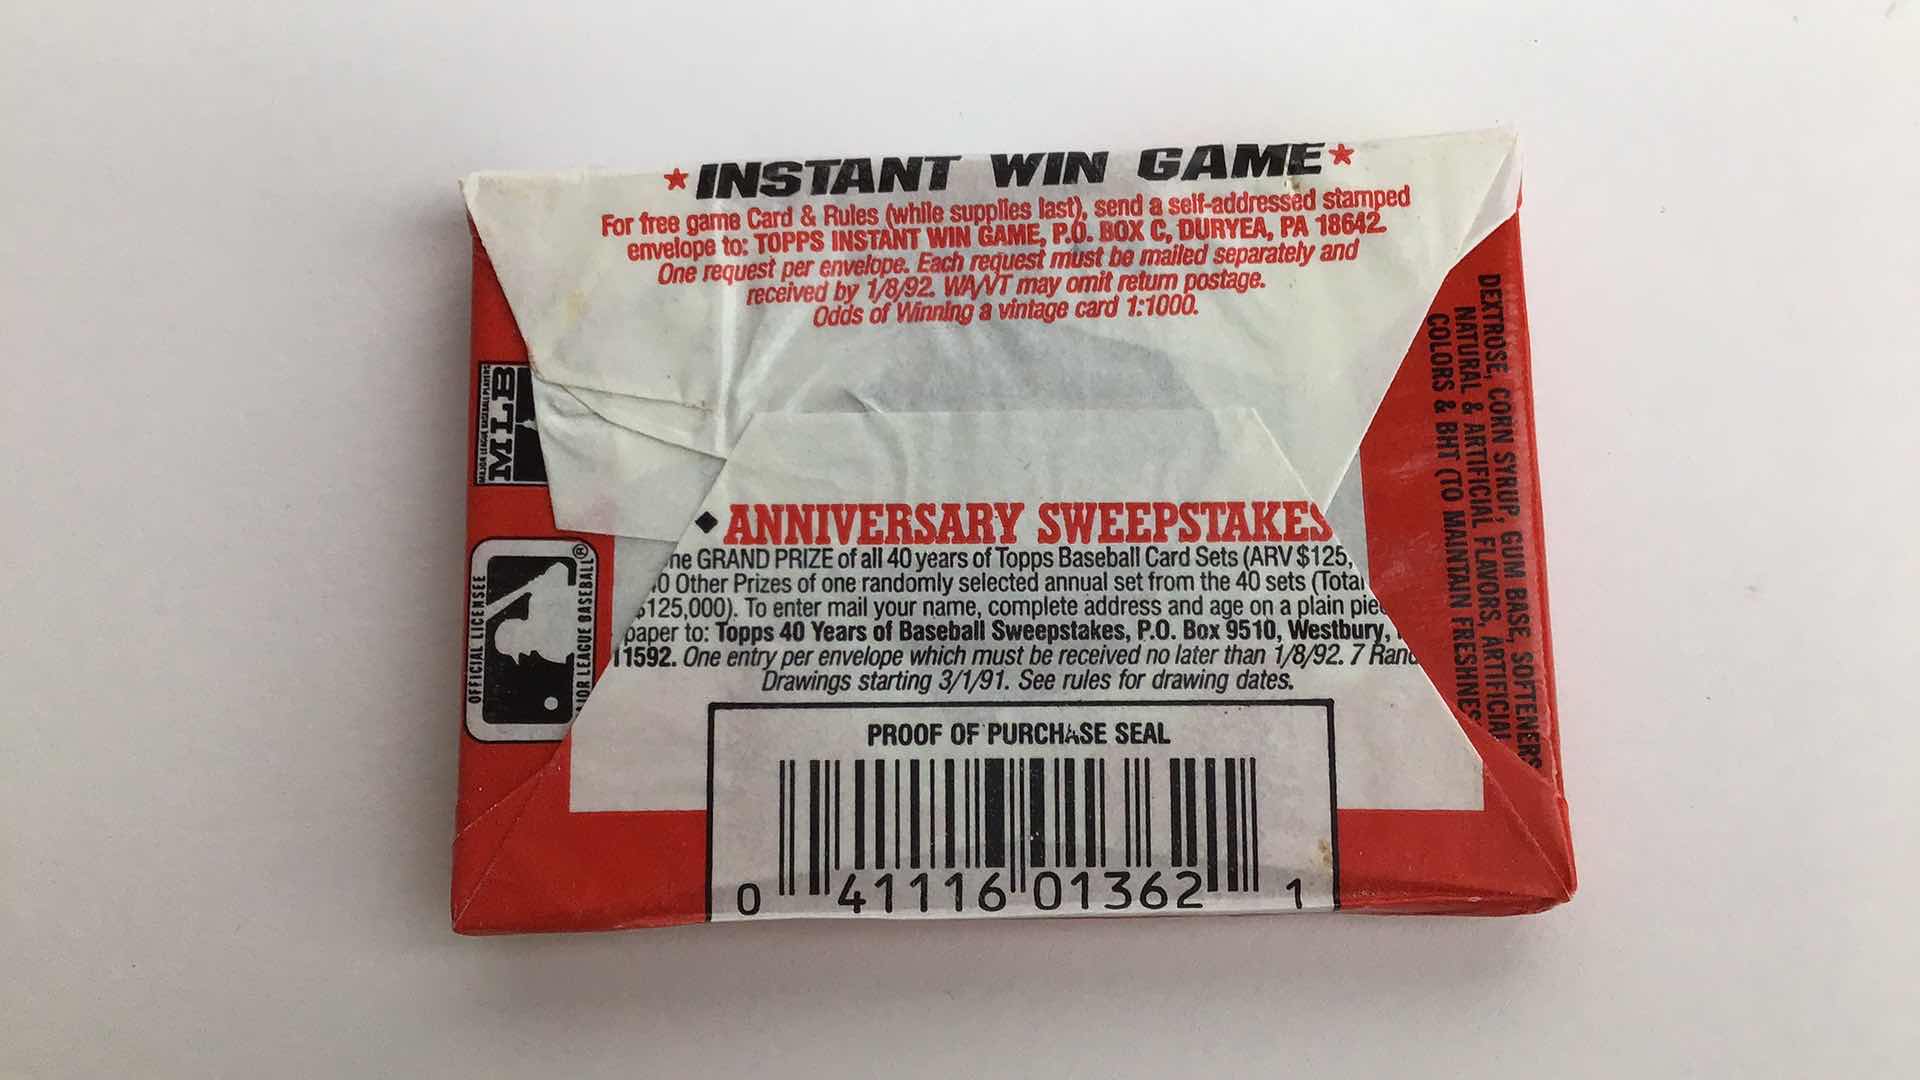 ★INSTANT WIN GAME★
For free game Card & Rules (while supplies last), send a self-addressed stamped
envelope to: TOPPS INSTANT WIN GAME, P.O. BOX C, DURYEA, PA 18642.
One request per envelope. Each request must be mailed separately and
received by 1/8/92. WA/VT may omit return postage.
Odds of Winning a vintage card 1:1000.
◆ ANNIVERSARY SWEEPSTAKES
GRAND PRIZE of all 40 years of Topps Baseball Card Sets (ARV $125,
0 Other Prizes of one randomly selected annual set from the 40 sets (Total
$125,000). To enter mail your name, complete address and age on a plain
paper to: Topps 40 Years of Baseball Sweepstakes, P.O. Box 9510, Westbury,
11592. One entry per envelope which must be received no later than 1/8/92. 7
Drawings starting 3/1/91. See rules for drawing dates.
PROOF OF PURCHASE SEAL
0 41116 01362 1
MAJOR LEAGUE BASEBALL PLAYERS
MLB
OFFICIAL LICENSEE
MAJOR LEAGUE BASEBALL®
DEXTROSE, CORN SYRUP, GUM BASE, SOFTENERS
NATURAL & ARTIFICIAL FLAVORS, ARTIFICIAL
COLORS & BHT (TO MAINTAIN FRESHNES